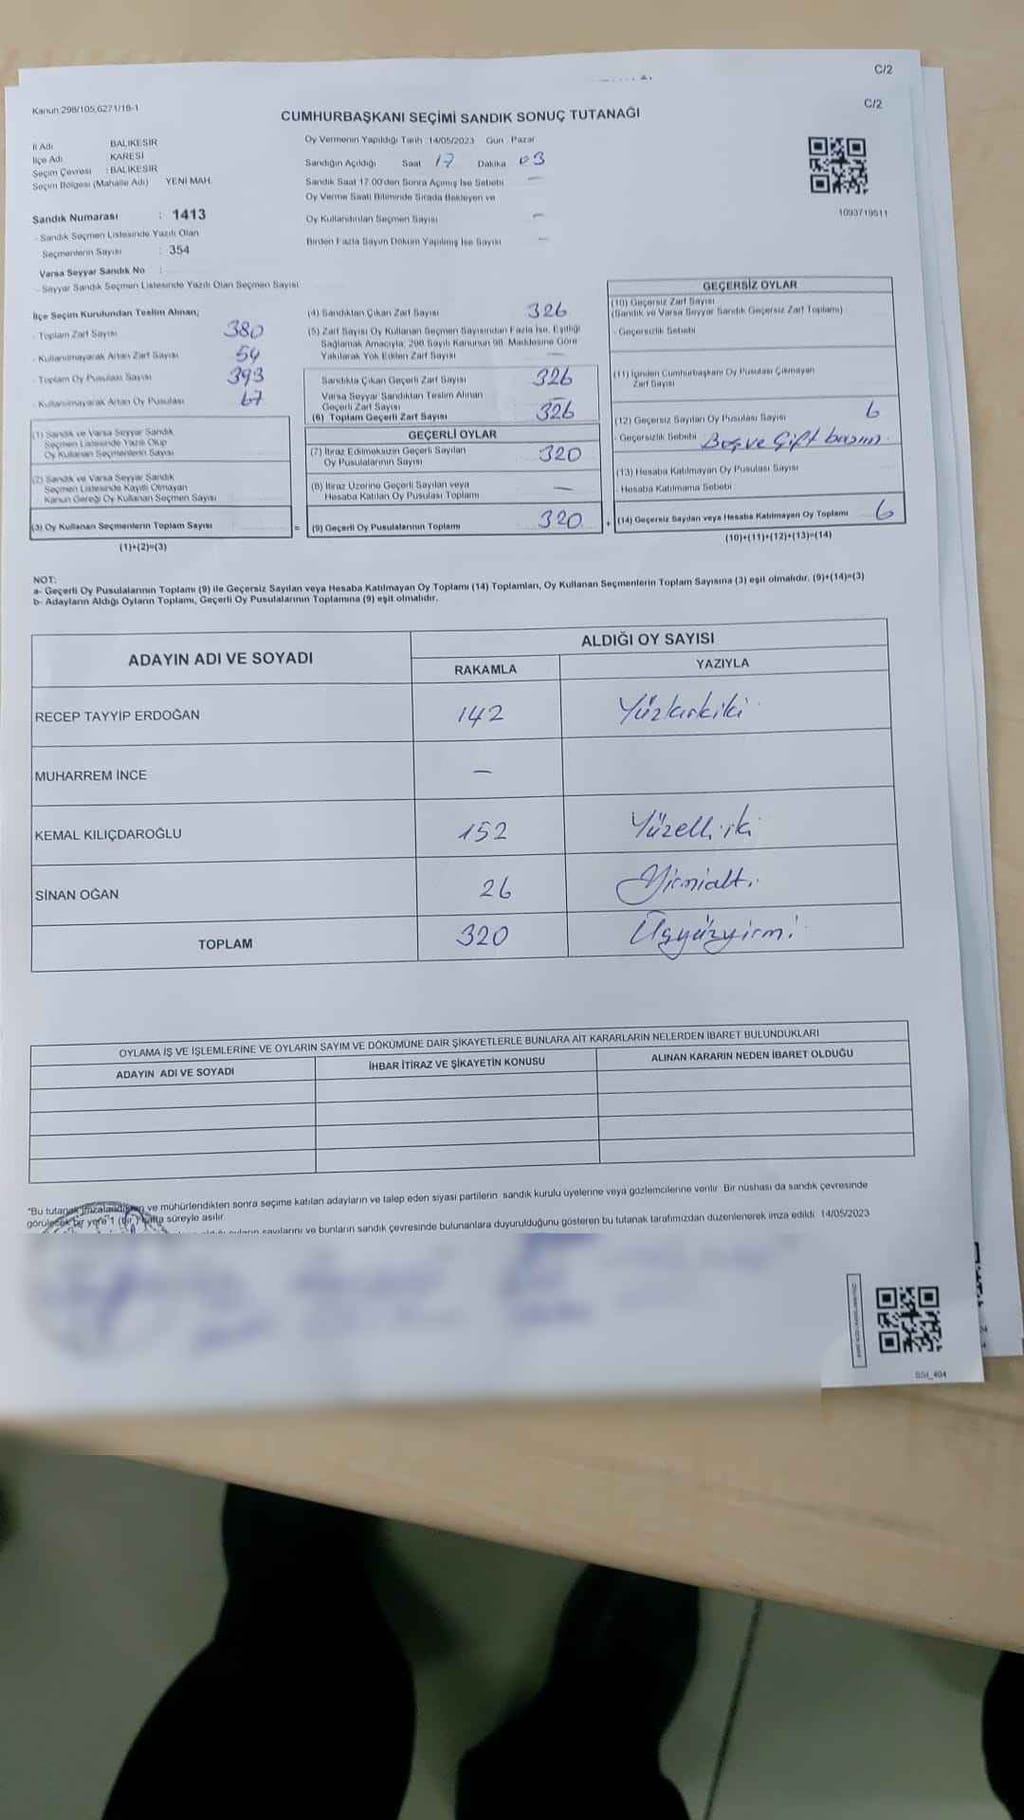 C/2
C/2
Kanun 298/105,6271/18-1
CUMHURBAŞKANI SEÇİMİ SANDIK SONUÇ TUTANAĞI
İl Adı BALIKESİR
İlçe Adı KARESİ
Seçim Çevresi : BALIKESİR
Seçim Bölgesi (Mahalle Adı) YENİ MAH.
Sandık Numarası : 1413
- Sandık Seçmen Listesinde Yazılı Olan
Seçmenlerin Sayısı : 354
Varsa Seyyar Sandık No :
- Seyyar Sandık Seçmen Listesinde Yazılı Olan Seçmen Sayısı
Oy Vermenin Yapıldığı Tarih 14/05/2023 Gün Pazar
Sandığın Açıldığı Saat 17 Dakika 03
Sandık Saat 17.00'den Sonra Açılmış İse Sebebi —
Oy Verme Saati Bitiminde Sırada Bekleyen ve
Oy Kullandırılan Seçmen Sayısı —
Birden Fazla Sayım Döküm Yapılmış İse Sayısı —
1093719511
İlçe Seçim Kurulundan Teslim Alınan;
- Toplam Zarf Sayısı 380
- Kullanılmayarak Artan Zarf Sayısı 54
- Toplam Oy Pusulası Sayısı 393
- Kullanılmayarak Artan Oy Pusulası 67
(1) Sandık ve Varsa Seyyar Sandık
Seçmen Listesinde Yazılı Olup
Oy Kullanan Seçmenlerin Sayısı
(2) Sandık ve Varsa Seyyar Sandık
Seçmen Listesinde Kayıtlı Olmayan
Kanun Gereği Oy Kullanan Seçmen Sayısı
(3) Oy Kullanan Seçmenlerin Toplam Sayısı =
(1)+(2)=(3)
(4) Sandıktan Çıkan Zarf Sayısı 326
(5) Zarf Sayısı Oy Kullanan Seçmen Sayısından Fazla İse, Eşitliği
Sağlamak Amacıyla, 298 Sayılı Kanunun 98. Maddesine Göre
Yakılarak Yok Edilen Zarf Sayısı —
Sandıkta Çıkan Geçerli Zarf Sayısı 326
Varsa Seyyar Sandıktan Teslim Alınan
Geçerli Zarf Sayısı —
(6) Toplam Geçerli Zarf Sayısı 326
GEÇERLİ OYLAR
(7) İtiraz Edilmeksizin Geçerli Sayılan
Oy Pusulalarının Sayısı 320
(8) İtiraz Üzerine Geçerli Sayılan veya
Hesaba Katılan Oy Pusulası Toplamı —
(9) Geçerli Oy Pusulalarının Toplamı 320 +
GEÇERSİZ OYLAR
(10) Geçersiz Zarf Sayısı
(Sandık ve Varsa Seyyar Sandık Geçersiz Zarf Toplamı)
- Geçersizlik Sebebi
(11) İçinden Cumhurbaşkanı Oy Pusulası Çıkmayan
Zarf Sayısı
(12) Geçersiz Sayılan Oy Pusulası Sayısı 6
- Geçersizlik Sebebi Boş ve Çift basım
(13) Hesaba Katılmayan Oy Pusulası Sayısı
- Hesaba Katılmama Sebebi
(14) Geçersiz Sayılan veya Hesaba Katılmayan Oy Toplamı 6
(10)+(11)+(12)+(13)=(14)
NOT:
a- Geçerli Oy Pusulalarının Toplamı (9) ile Geçersiz Sayılan veya Hesaba Katılmayan Oy Toplamı (14) Toplamları, Oy Kullanan Seçmenlerin Toplam Sayısına (3) eşit olmalıdır. (9)+(14)=(3)
b- Adayların Aldığı Oyların Toplamı, Geçerli Oy Pusulalarının Toplamına (9) eşit olmalıdır.
ADAYIN ADI VE SOYADI ALDIĞI OY SAYISI
RAKAMLA YAZIYLA
RECEP TAYYİP ERDOĞAN 142 Yüzkırkiki
MUHARREM İNCE —
KEMAL KILIÇDAROĞLU 152 Yüzelliiki
SİNAN OĞAN 26 Yirmialtı
TOPLAM 320 Üçyüzyirmi
OYLAMA İŞ VE İŞLEMLERİNE VE OYLARIN SAYIM VE DÖKÜMÜNE DAİR ŞİKAYETLERLE BUNLARA AİT KARARLARIN NELERDEN İBARET BULUNDUKLARI
ADAYIN ADI VE SOYADI İHBAR İTİRAZ VE ŞİKAYETİN KONUSU ALINAN KARARIN NEDEN İBARET OLDUĞU
"Bu tutanak imzalandıktan ve mühürlendikten sonra seçime katılan adayların ve talep eden siyasi partilerin sandık kurulu üyelerine veya gözlemcilerine verilir. Bir nüshası da sandık çevresinde
görülecek bir yere 1 (bir) hafta süreyle asılır.
sayılarını ve bunların sandık çevresinde bulunanlara duyurulduğunu gösteren bu tutanak tarafımızdan düzenlenerek imza edildi. 14/05/2023